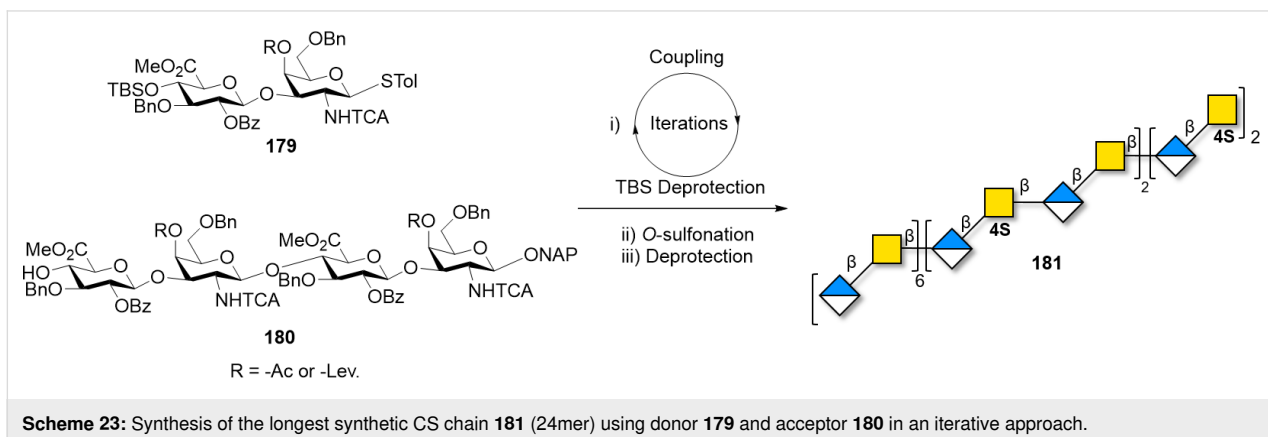 RO
OBn
MeO₂C
O
O
TBSO
O
STol
BnO
NHTCA
OBz
179
Coupling
i) Iterations
TBS Deprotection
ii) O-sulfonation
iii) Deprotection
RO
OBn
MeO₂C
O
HO
O
O
BnO
NHTCA
OBz
MeO₂C
O
O
BnO
OBz
RO
OBn
O
O
ONAP
NHTCA
180
R = -Ac or -Lev.
β
4S
2
β
β
2
β
β
4S
β
6
β
181
Scheme 23: Synthesis of the longest synthetic CS chain 181 (24mer) using donor 179 and acceptor 180 in an iterative approach.